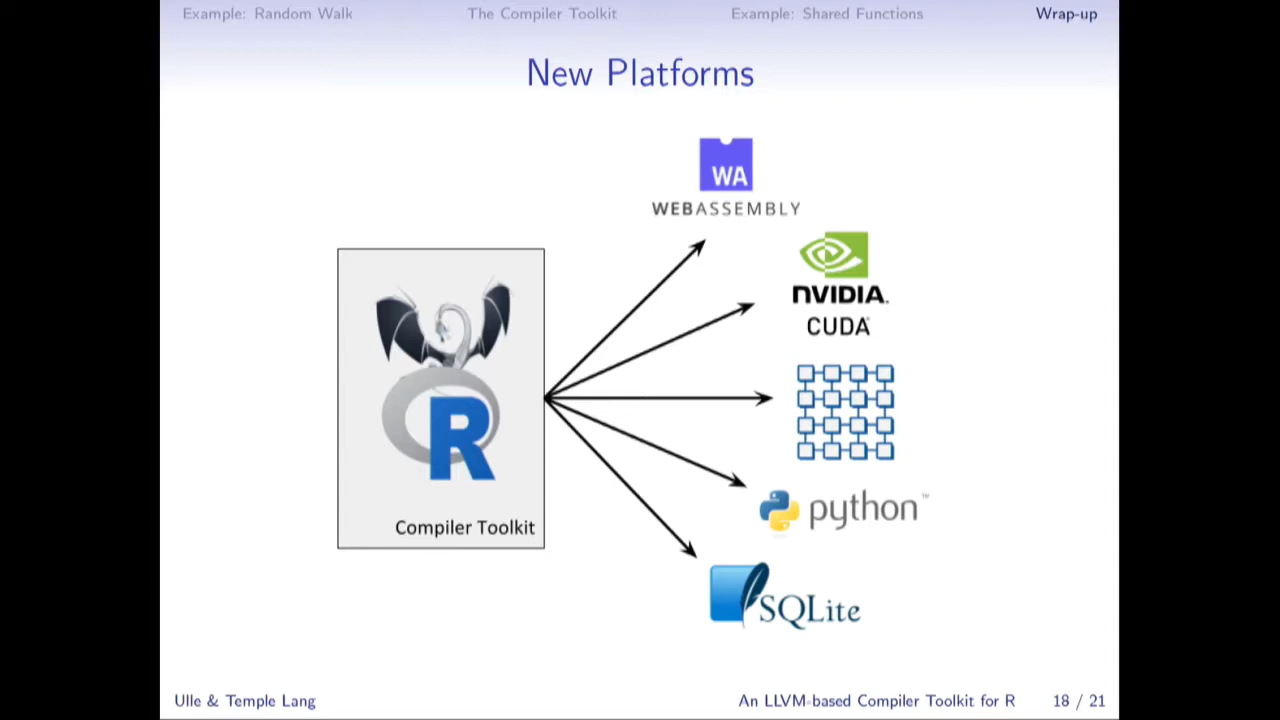 Example: Random Walk The Compiler Toolkit Example: Shared Functions Wrap-up
New Platforms
WA
WEBASSEMBLY
NVIDIA.
CUDA
R
Compiler Toolkit
python™
SQLite
Ulle & Temple Lang An LLVM-based Compiler Toolkit for R 18 / 21